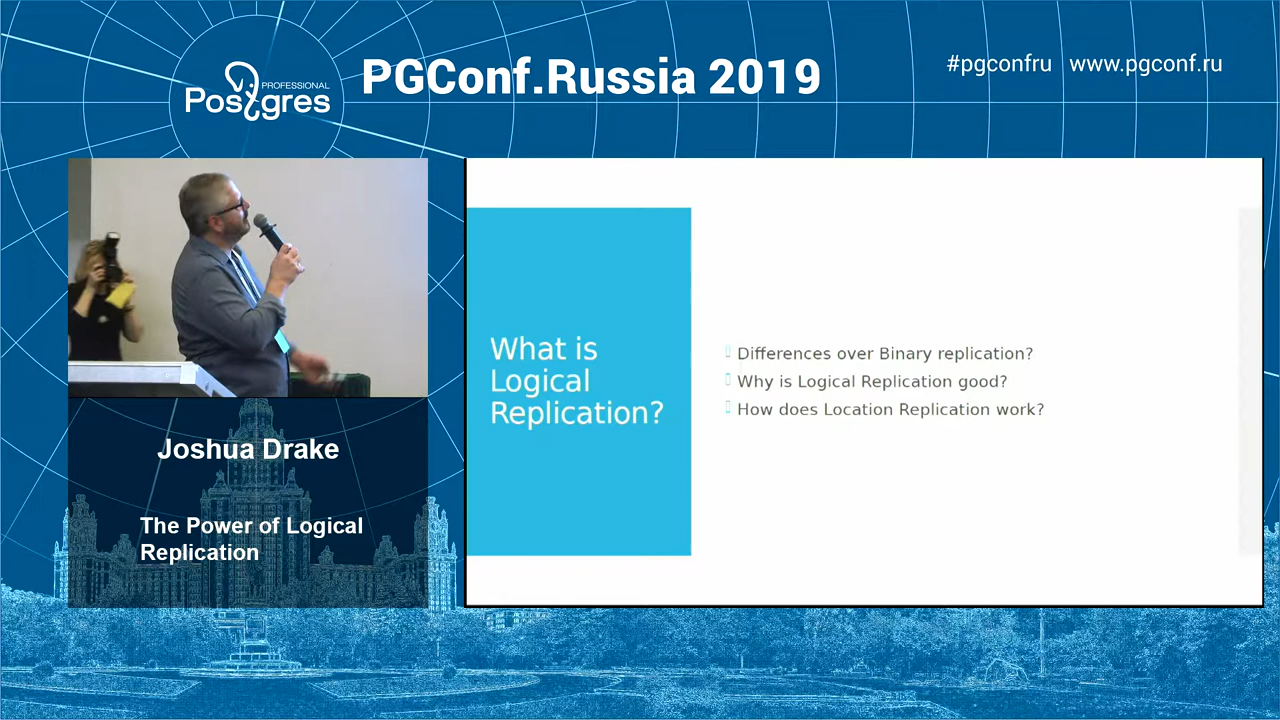 PROFESSIONAL
Postgres
PGConf.Russia 2019
#pgconfru www.pgconf.ru
Joshua Drake
The Power of Logical
Replication
What is
Logical
Replication?
Differences over Binary replication?
Why is Logical Replication good?
How does Location Replication work?